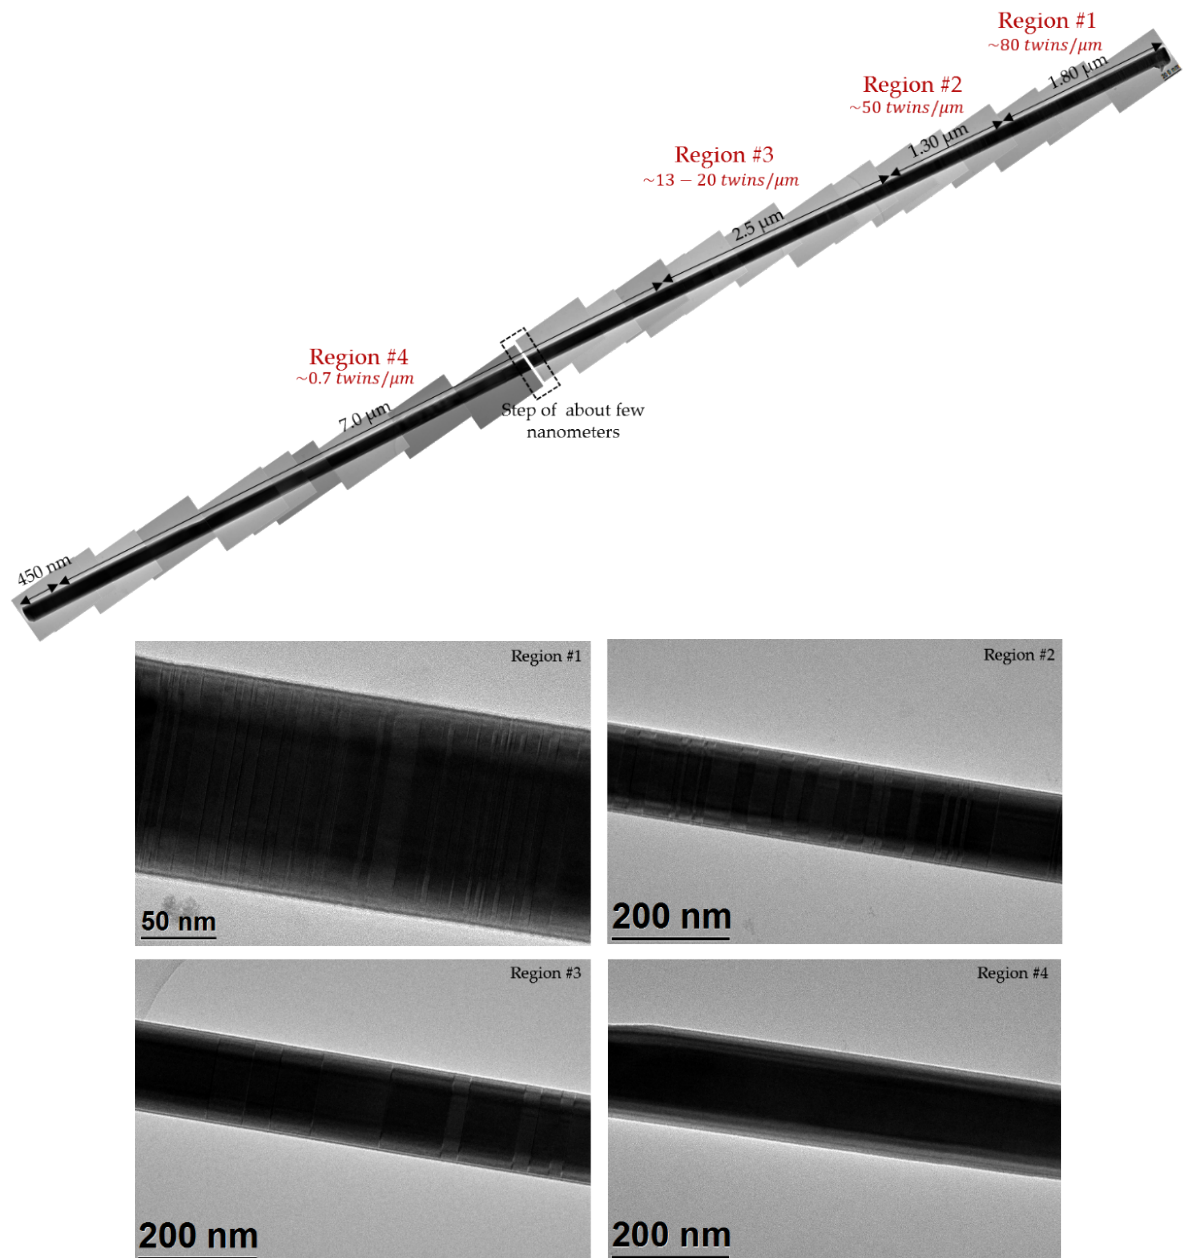 Region #1
~80 twins/μm
1.80 μm
Region #2
~50 twins/μm
1.30 μm
Region #3
~13 − 20 twins/μm
2.5 μm
Region #4
~0.7 twins/μm
7.0 μm
Step of about few
nanometers
450 nm
Region #1
50 nm
Region #2
200 nm
Region #3
200 nm
Region #4
200 nm